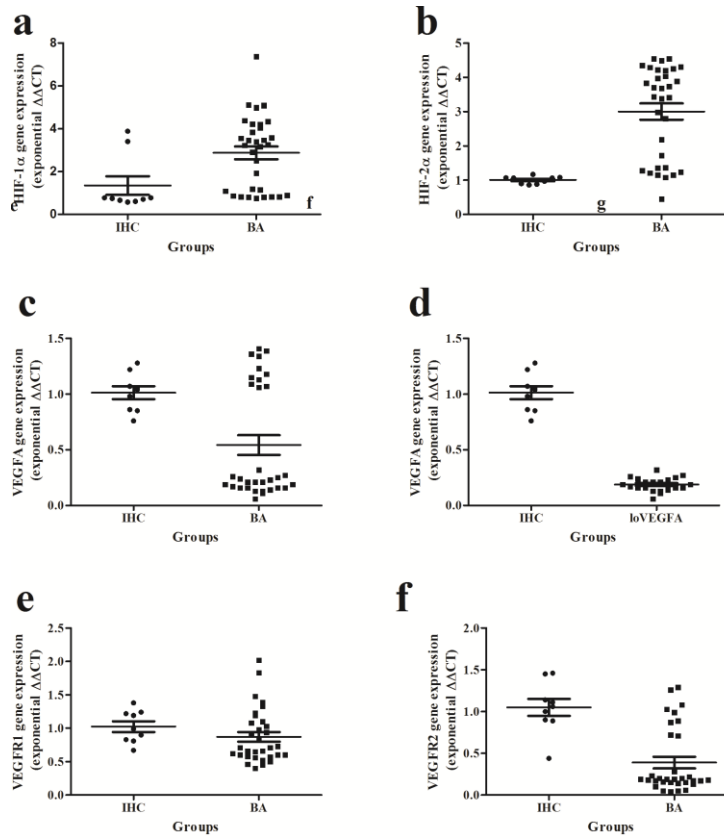 a
HIF-1α gene expression
(exponential ΔΔCT)
8
6
4
2
0
IHC
BA
Groups
e
f
b
HIF-2α gene expression
(exponential ΔΔCT)
5
4
3
2
1
0
IHC
BA
Groups
g
c
VEGFA gene expression
(exponential ΔΔCT)
1.5
1.0
0.5
0.0
IHC
BA
Groups
d
VEGFA gene expression
(exponential ΔΔCT)
1.5
1.0
0.5
0.0
IHC
loVEGFA
Groups
e
VEGFR1 gene expression
(exponential ΔΔCT)
2.5
2.0
1.5
1.0
0.5
0.0
IHC
BA
Groups
f
VEGFR2 gene expression
(exponential ΔΔCT)
2.0
1.5
1.0
0.5
0.0
IHC
BA
Groups